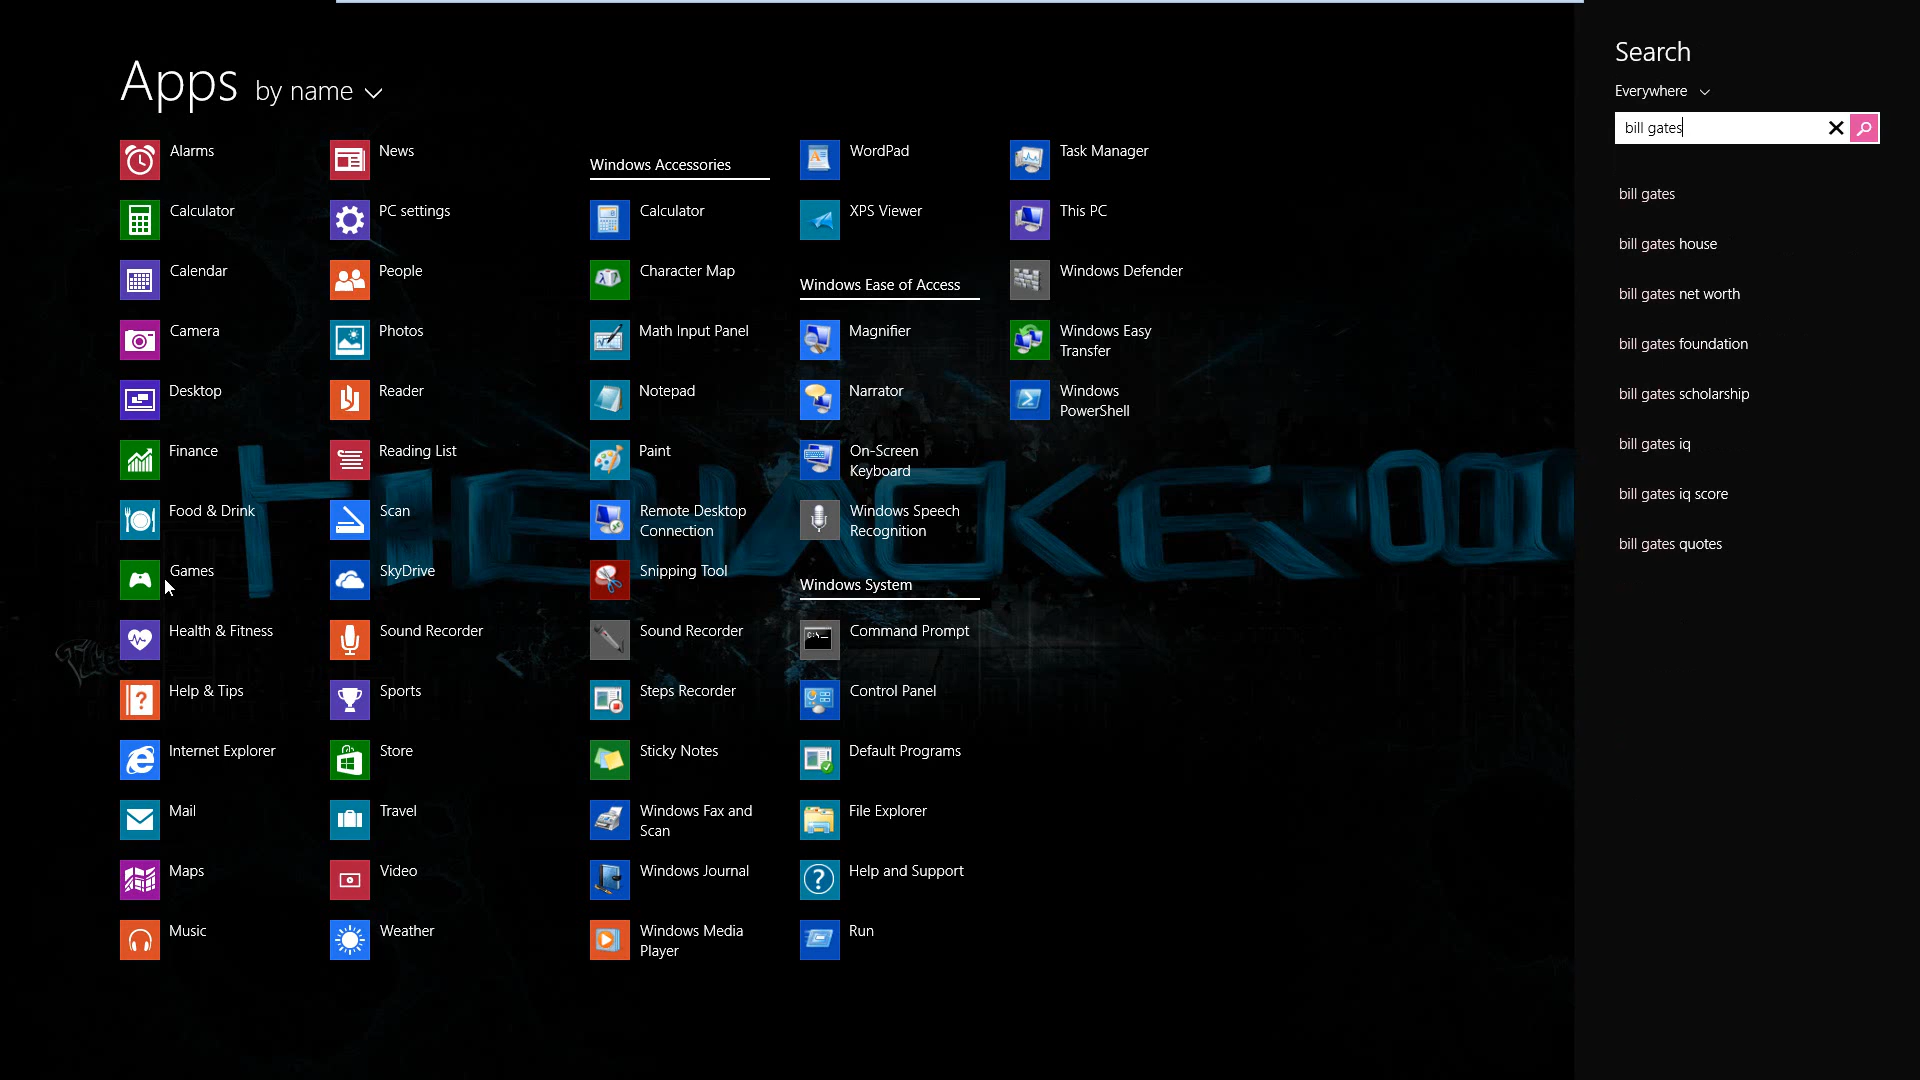 Apps by name
Alarms
Calculator
Calendar
Camera
Desktop
Finance
Food & Drink
Games
Health & Fitness
Help & Tips
Internet Explorer
Mail
Maps
Music
News
PC settings
People
Photos
Reader
Reading List
Scan
SkyDrive
Sound Recorder
Sports
Store
Travel
Video
Weather
Windows Accessories
Calculator
Character Map
Math Input Panel
Notepad
Paint
Remote Desktop
Connection
Snipping Tool
Sound Recorder
Steps Recorder
Sticky Notes
Windows Fax and
Scan
Windows Journal
Windows Media
Player
WordPad
XPS Viewer
Windows Ease of Access
Magnifier
Narrator
On-Screen
Keyboard
Windows Speech
Recognition
Windows System
Command Prompt
Control Panel
Default Programs
File Explorer
Help and Support
Run
Task Manager
This PC
Windows Defender
Windows Easy
Transfer
Windows
PowerShell
Search
Everywhere
bill gates
bill gates
bill gates house
bill gates net worth
bill gates foundation
bill gates scholarship
bill gates iq
bill gates iq score
bill gates quotes